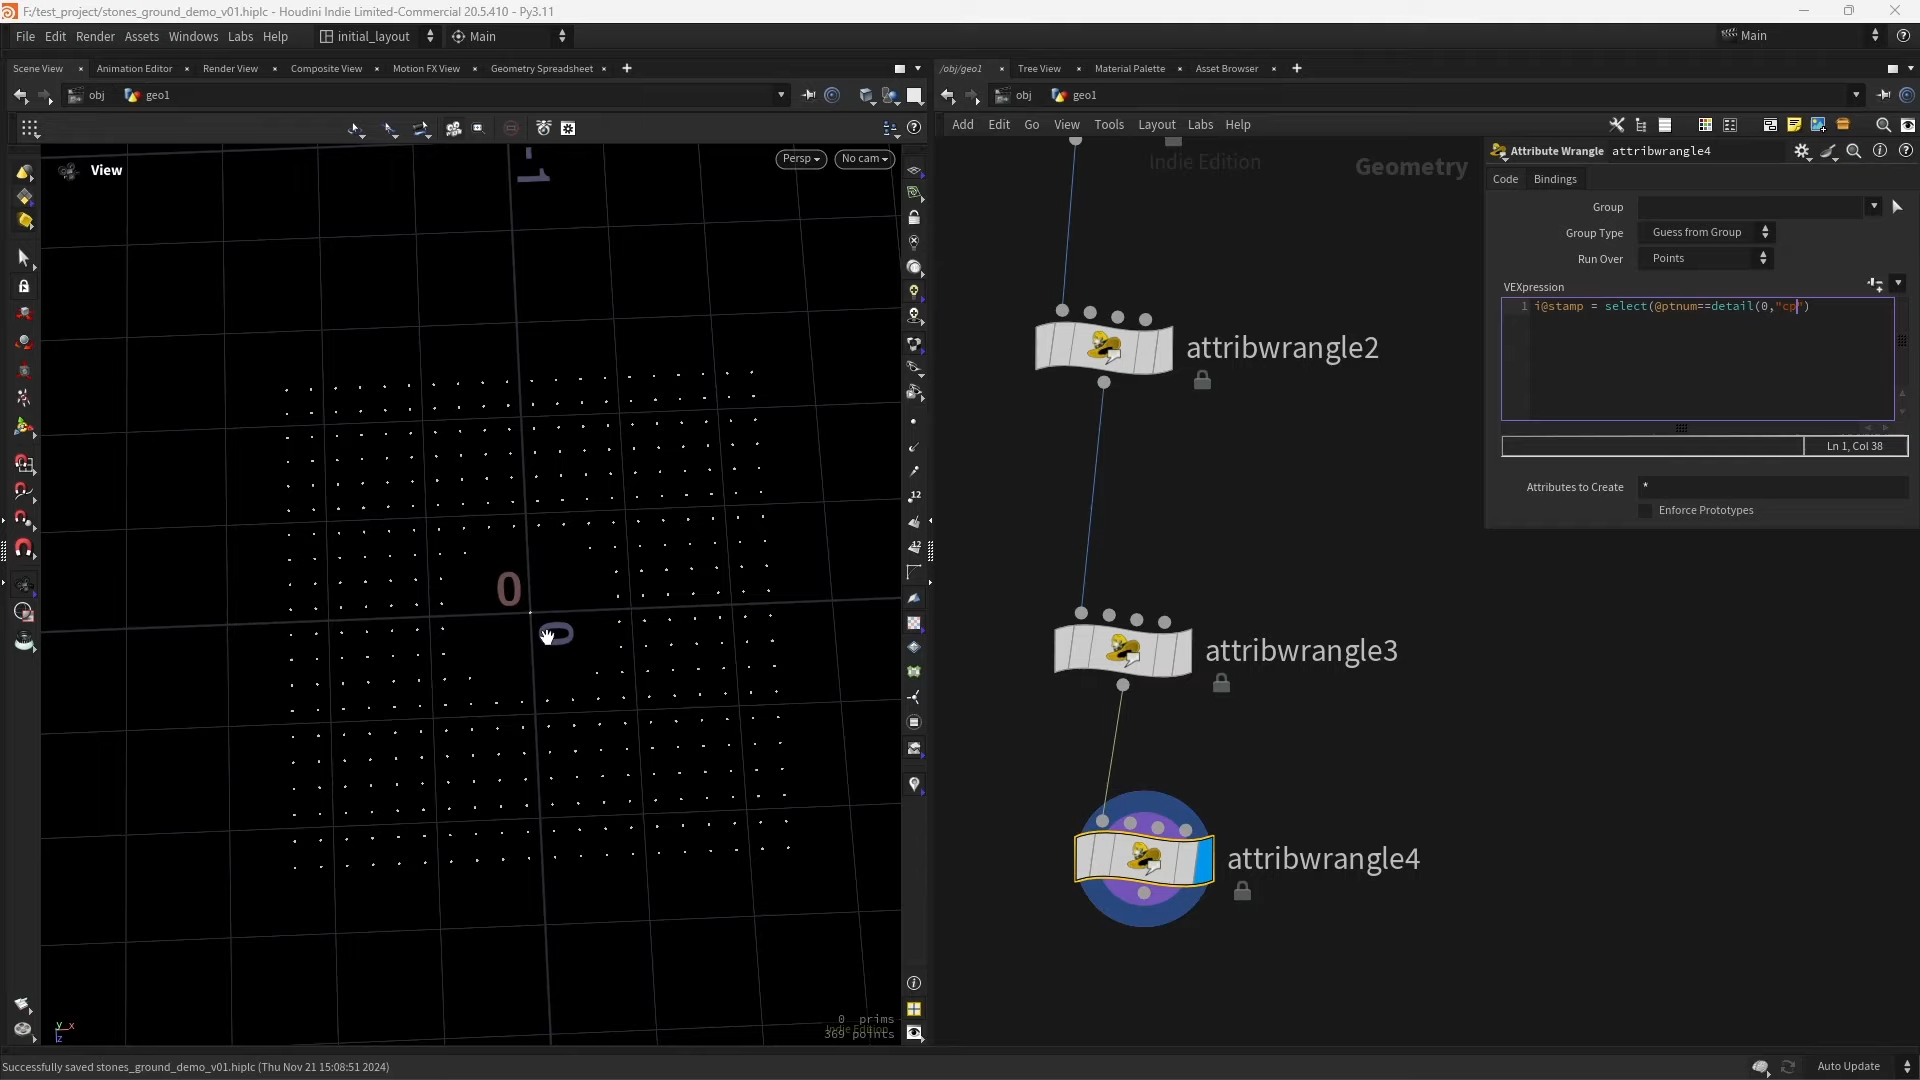 F:/test_project/stones_ground_demo_v01.hiplc - Houdini Indie Limited-Commercial 20.5.410 - Py3.11
File Edit Render Assets Windows Labs Help initial_layout Main Main
Scene View Animation Editor Render View Composite View Motion FX View Geometry Spreadsheet
/obj/geo1 Tree View Material Palette Asset Browser
obj geo1
obj geo1
Add Edit Go View Tools Layout Labs Help
View
Persp No cam
1
0
0
12
12
0 prims
Indie Edition
369 points
y x
z
Indie Edition
Geometry
attribwrangle2
attribwrangle3
attribwrangle4
Attribute Wrangle attribwrangle4
Code Bindings
Group
Group Type Guess from Group
Run Over Points
VEXpression
1 i@stamp = select(@ptnum==detail(0,"cp")
Ln 1, Col 38
Attributes to Create *
Enforce Prototypes
Successfully saved stones_ground_demo_v01.hiplc (Thu Nov 21 15:08:51 2024)
Auto Update